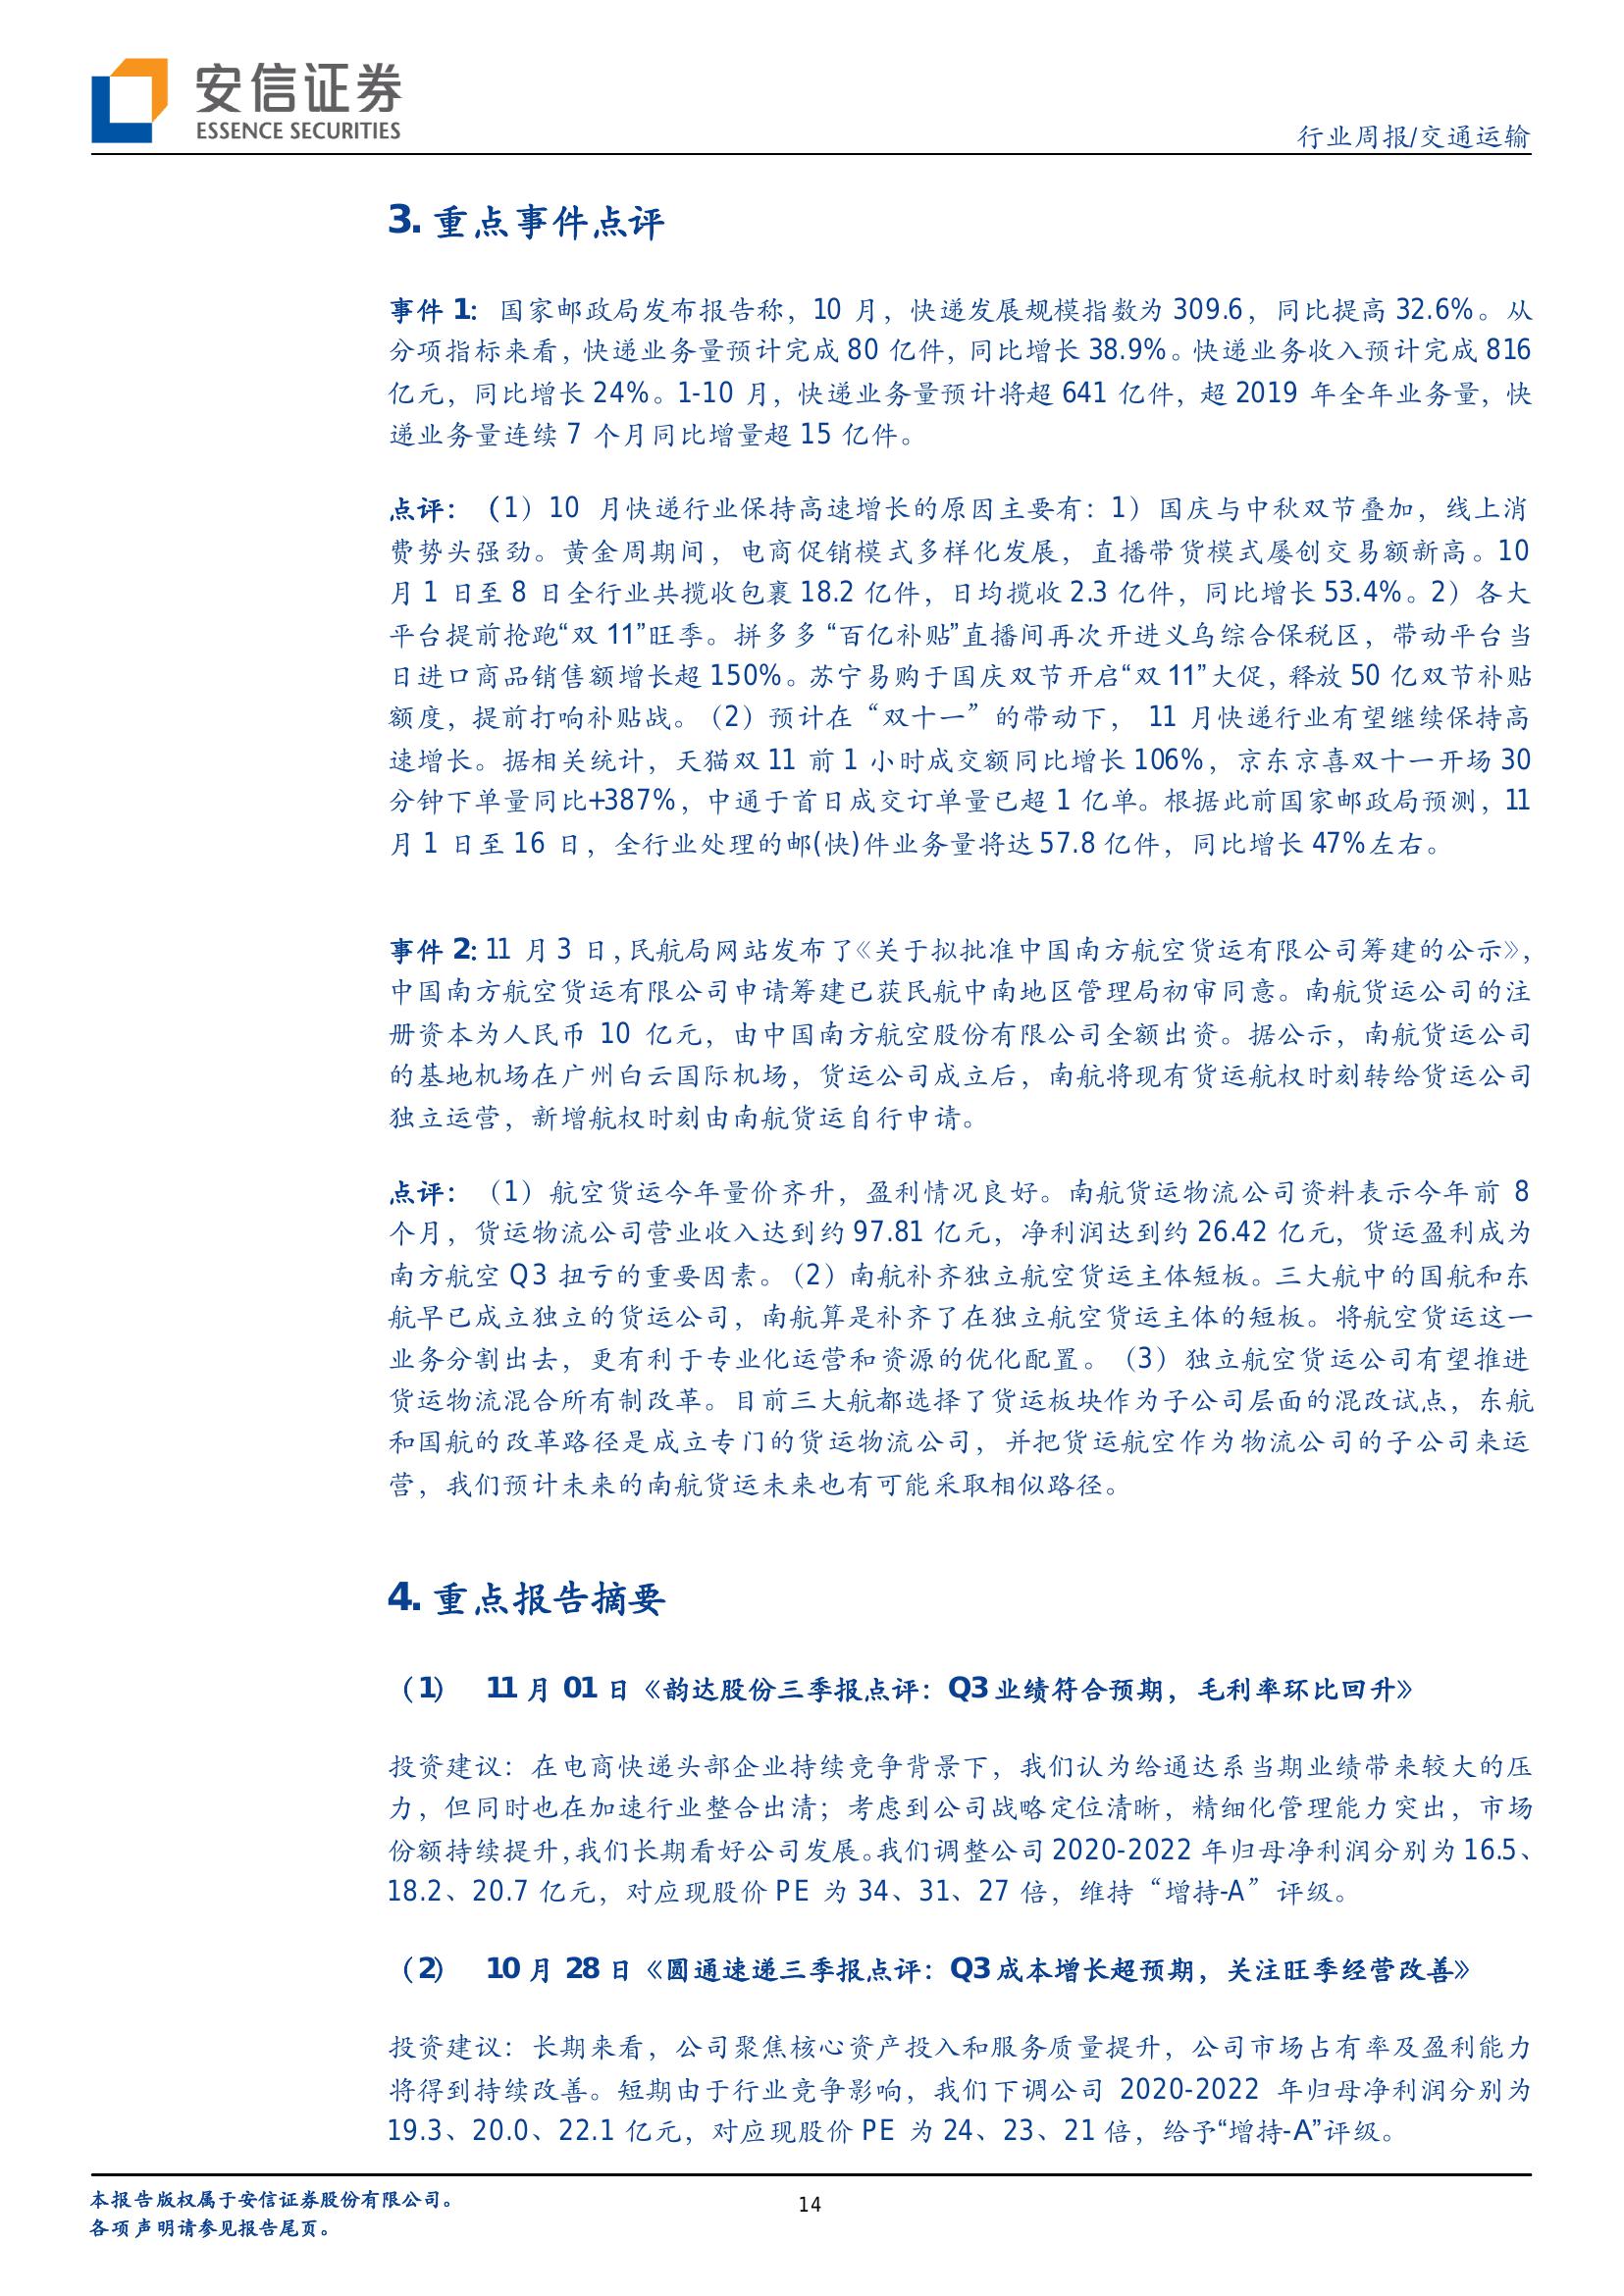 安信证券
ESSENCE SECURITIES
行业周报/交通运输
3. 重点事件点评
事件 1：国家邮政局发布报告称，10 月，快递发展规模指数为 309.6，同比提高 32.6%。从
分项指标来看，快递业务量预计完成 80 亿件，同比增长 38.9%。快递业务收入预计完成 816
亿元，同比增长 24%。1-10 月，快递业务量预计将超 641 亿件，超 2019 年全年业务量，快
递业务量连续 7 个月同比增量超 15 亿件。
点评：（1）10 月快递行业保持高速增长的原因主要有：1）国庆与中秋双节叠加，线上消
费势头强劲。黄金周期间，电商促销模式多样化发展，直播带货模式屡创交易额新高。10
月 1 日至 8 日全行业共揽收包裹 18.2 亿件，日均揽收 2.3 亿件，同比增长 53.4%。2）各大
平台提前抢跑“双 11”旺季。拼多多 “百亿补贴”直播间再次开进义乌综合保税区，带动平台当
日进口商品销售额增长超 150%。苏宁易购于国庆双节开启“双 11”大促，释放 50 亿双节补贴
额度，提前打响补贴战。（2）预计在“双十一”的带动下， 11 月快递行业有望继续保持高
速增长。据相关统计，天猫双 11 前 1 小时成交额同比增长 106%，京东京喜双十一开场 30
分钟下单量同比+387%，中通于首日成交订单量已超 1 亿单。根据此前国家邮政局预测，11
月 1 日至 16 日，全行业处理的邮(快)件业务量将达 57.8 亿件，同比增长 47%左右。
事件 2：11 月 3 日，民航局网站发布了《关于拟批准中国南方航空货运有限公司筹建的公示》，
中国南方航空货运有限公司申请筹建已获民航中南地区管理局初审同意。南航货运公司的注
册资本为人民币 10 亿元，由中国南方航空股份有限公司全额出资。据公示，南航货运公司
的基地机场在广州白云国际机场，货运公司成立后，南航将现有货运航权时刻转给货运公司
独立运营，新增航权时刻由南航货运自行申请。
点评：（1）航空货运今年量价齐升，盈利情况良好。南航货运物流公司资料表示今年前 8
个月，货运物流公司营业收入达到约 97.81 亿元，净利润达到约 26.42 亿元，货运盈利成为
南方航空 Q3 扭亏的重要因素。（2）南航补齐独立航空货运主体短板。三大航中的国航和东
航早已成立独立的货运公司，南航算是补齐了在独立航空货运主体的短板。将航空货运这一
业务分割出去，更有利于专业化运营和资源的优化配置。（3）独立航空货运公司有望推进
货运物流混合所有制改革。目前三大航都选择了货运板块作为子公司层面的混改试点，东航
和国航的改革路径是成立专门的货运物流公司，并把货运航空作为物流公司的子公司来运
营，我们预计未来的南航货运未来也有可能采取相似路径。
4. 重点报告摘要
（1） 11 月 01 日《韵达股份三季报点评：Q3 业绩符合预期，毛利率环比回升》
投资建议：在电商快递头部企业持续竞争背景下，我们认为给通达系当期业绩带来较大的压
力，但同时也在加速行业整合出清；考虑到公司战略定位清晰，精细化管理能力突出，市场
份额持续提升，我们长期看好公司发展。我们调整公司 2020-2022 年归母净利润分别为 16.5、
18.2、20.7 亿元，对应现股价 PE 为 34、31、27 倍，维持“增持-A”评级。
（2） 10 月 28 日《圆通速递三季报点评：Q3 成本增长超预期，关注旺季经营改善》
投资建议：长期来看，公司聚焦核心资产投入和服务质量提升，公司市场占有率及盈利能力
将得到持续改善。短期由于行业竞争影响，我们下调公司 2020-2022 年归母净利润分别为
19.3、20.0、22.1 亿元，对应现股价 PE 为 24、23、21 倍，给予“增持-A”评级。
本报告版权属于安信证券股份有限公司。
14
各项声明请参见报告尾页。